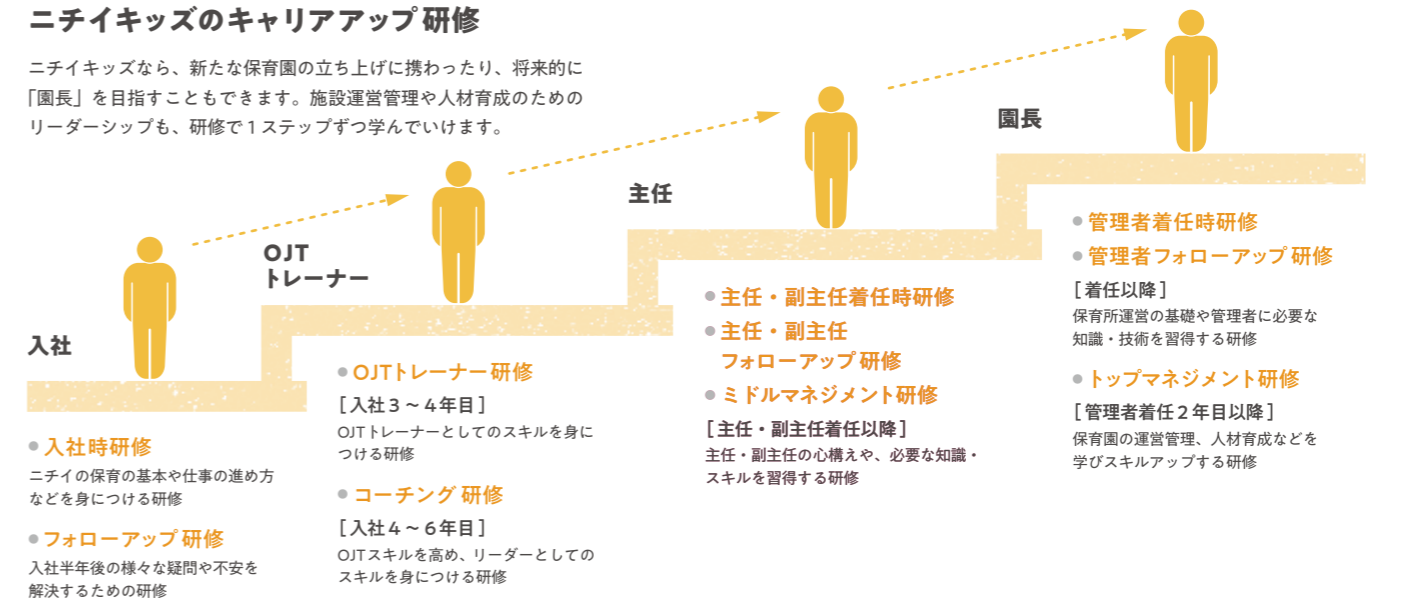 ニチイキッズのキャリアアップ研修
ニチイキッズなら、新たな保育園の立ち上げに携わったり、将来的に
「園長」を目指すこともできます。施設運営管理や人材育成のための
リーダーシップも、研修で１ステップずつ学んでいけます。
入社
●入社時研修
ニチイの保育の基本や仕事の進め方
などを身につける研修
●フォローアップ研修
入社半年後の様々な疑問や不安を
解決するための研修
OJT
トレーナー
●OJTトレーナー研修
［入社３～４年目］
OJTトレーナーとしてのスキルを身に
つける研修
●コーチング研修
［入社４～６年目］
OJTスキルを高め、リーダーとしての
スキルを身につける研修
主任
●主任・副主任着任時研修
●主任・副主任
フォローアップ研修
●ミドルマネジメント研修
［主任・副主任着任以降］
主任・副主任の心構えや、必要な知識・
スキルを習得する研修
園長
●管理者着任時研修
●管理者フォローアップ研修
［着任以降］
保育所運営の基礎や管理者に必要な
知識・技術を習得する研修
●トップマネジメント研修
［管理者着任２年目以降］
保育園の運営管理、人材育成などを
学びスキルアップする研修